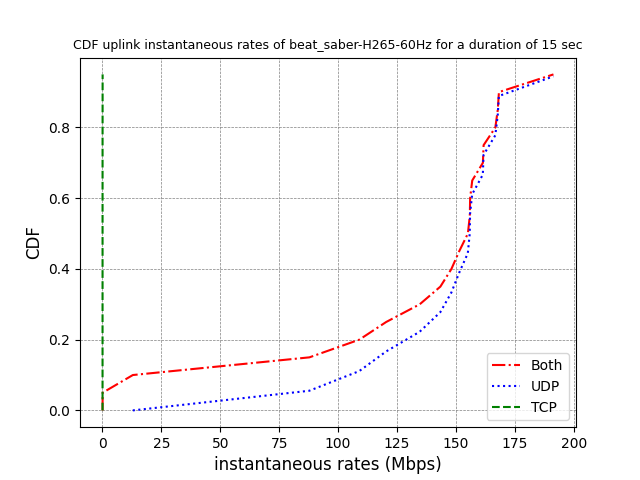 CDF uplink instantaneous rates of beat_saber-H265-60Hz for a duration of 15 sec
CDF
0.8
0.6
0.4
0.2
0.0
Both
UDP
TCP
0 25 50 75 100 125 150 175 200
instantaneous rates (Mbps)